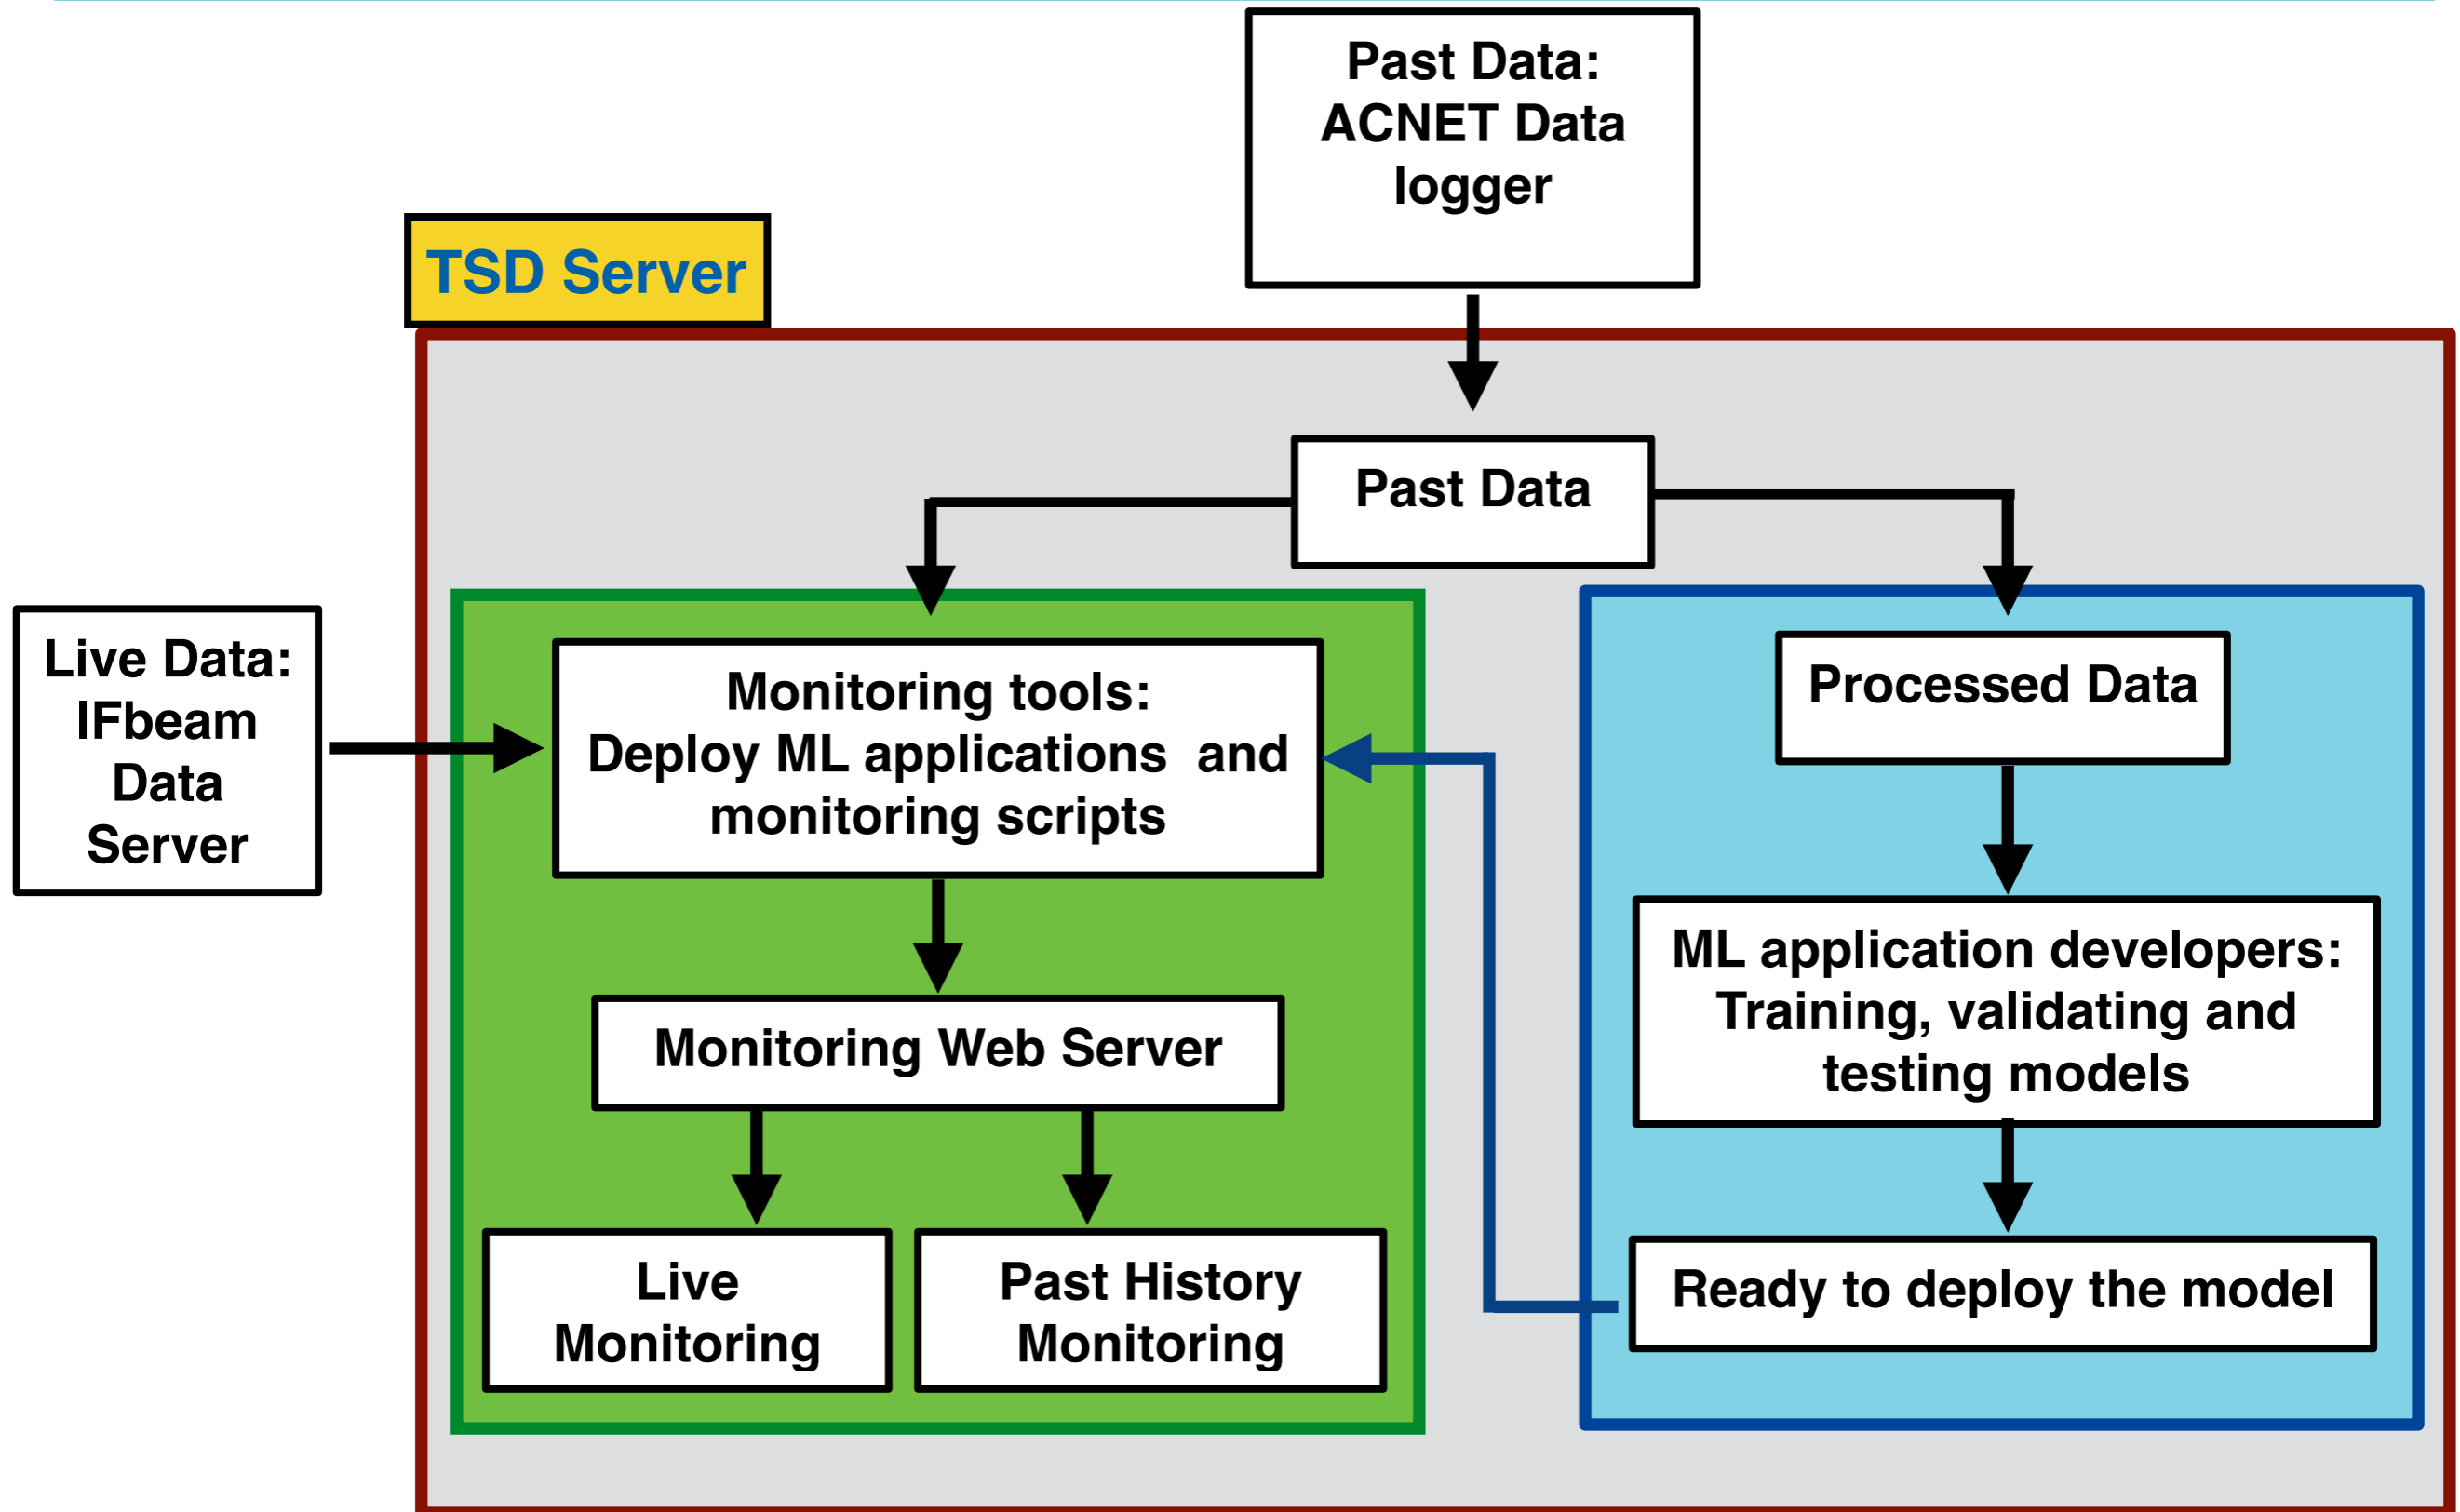 Past Data:
ACNET Data
logger
TSD Server
Past Data
Live Data:
IFbeam
Data
Server
Monitoring tools:
Deploy ML applications and
monitoring scripts
Processed Data
Monitoring Web Server
ML application developers:
Training, validating and
testing models
Live
Monitoring
Past History
Monitoring
Ready to deploy the model